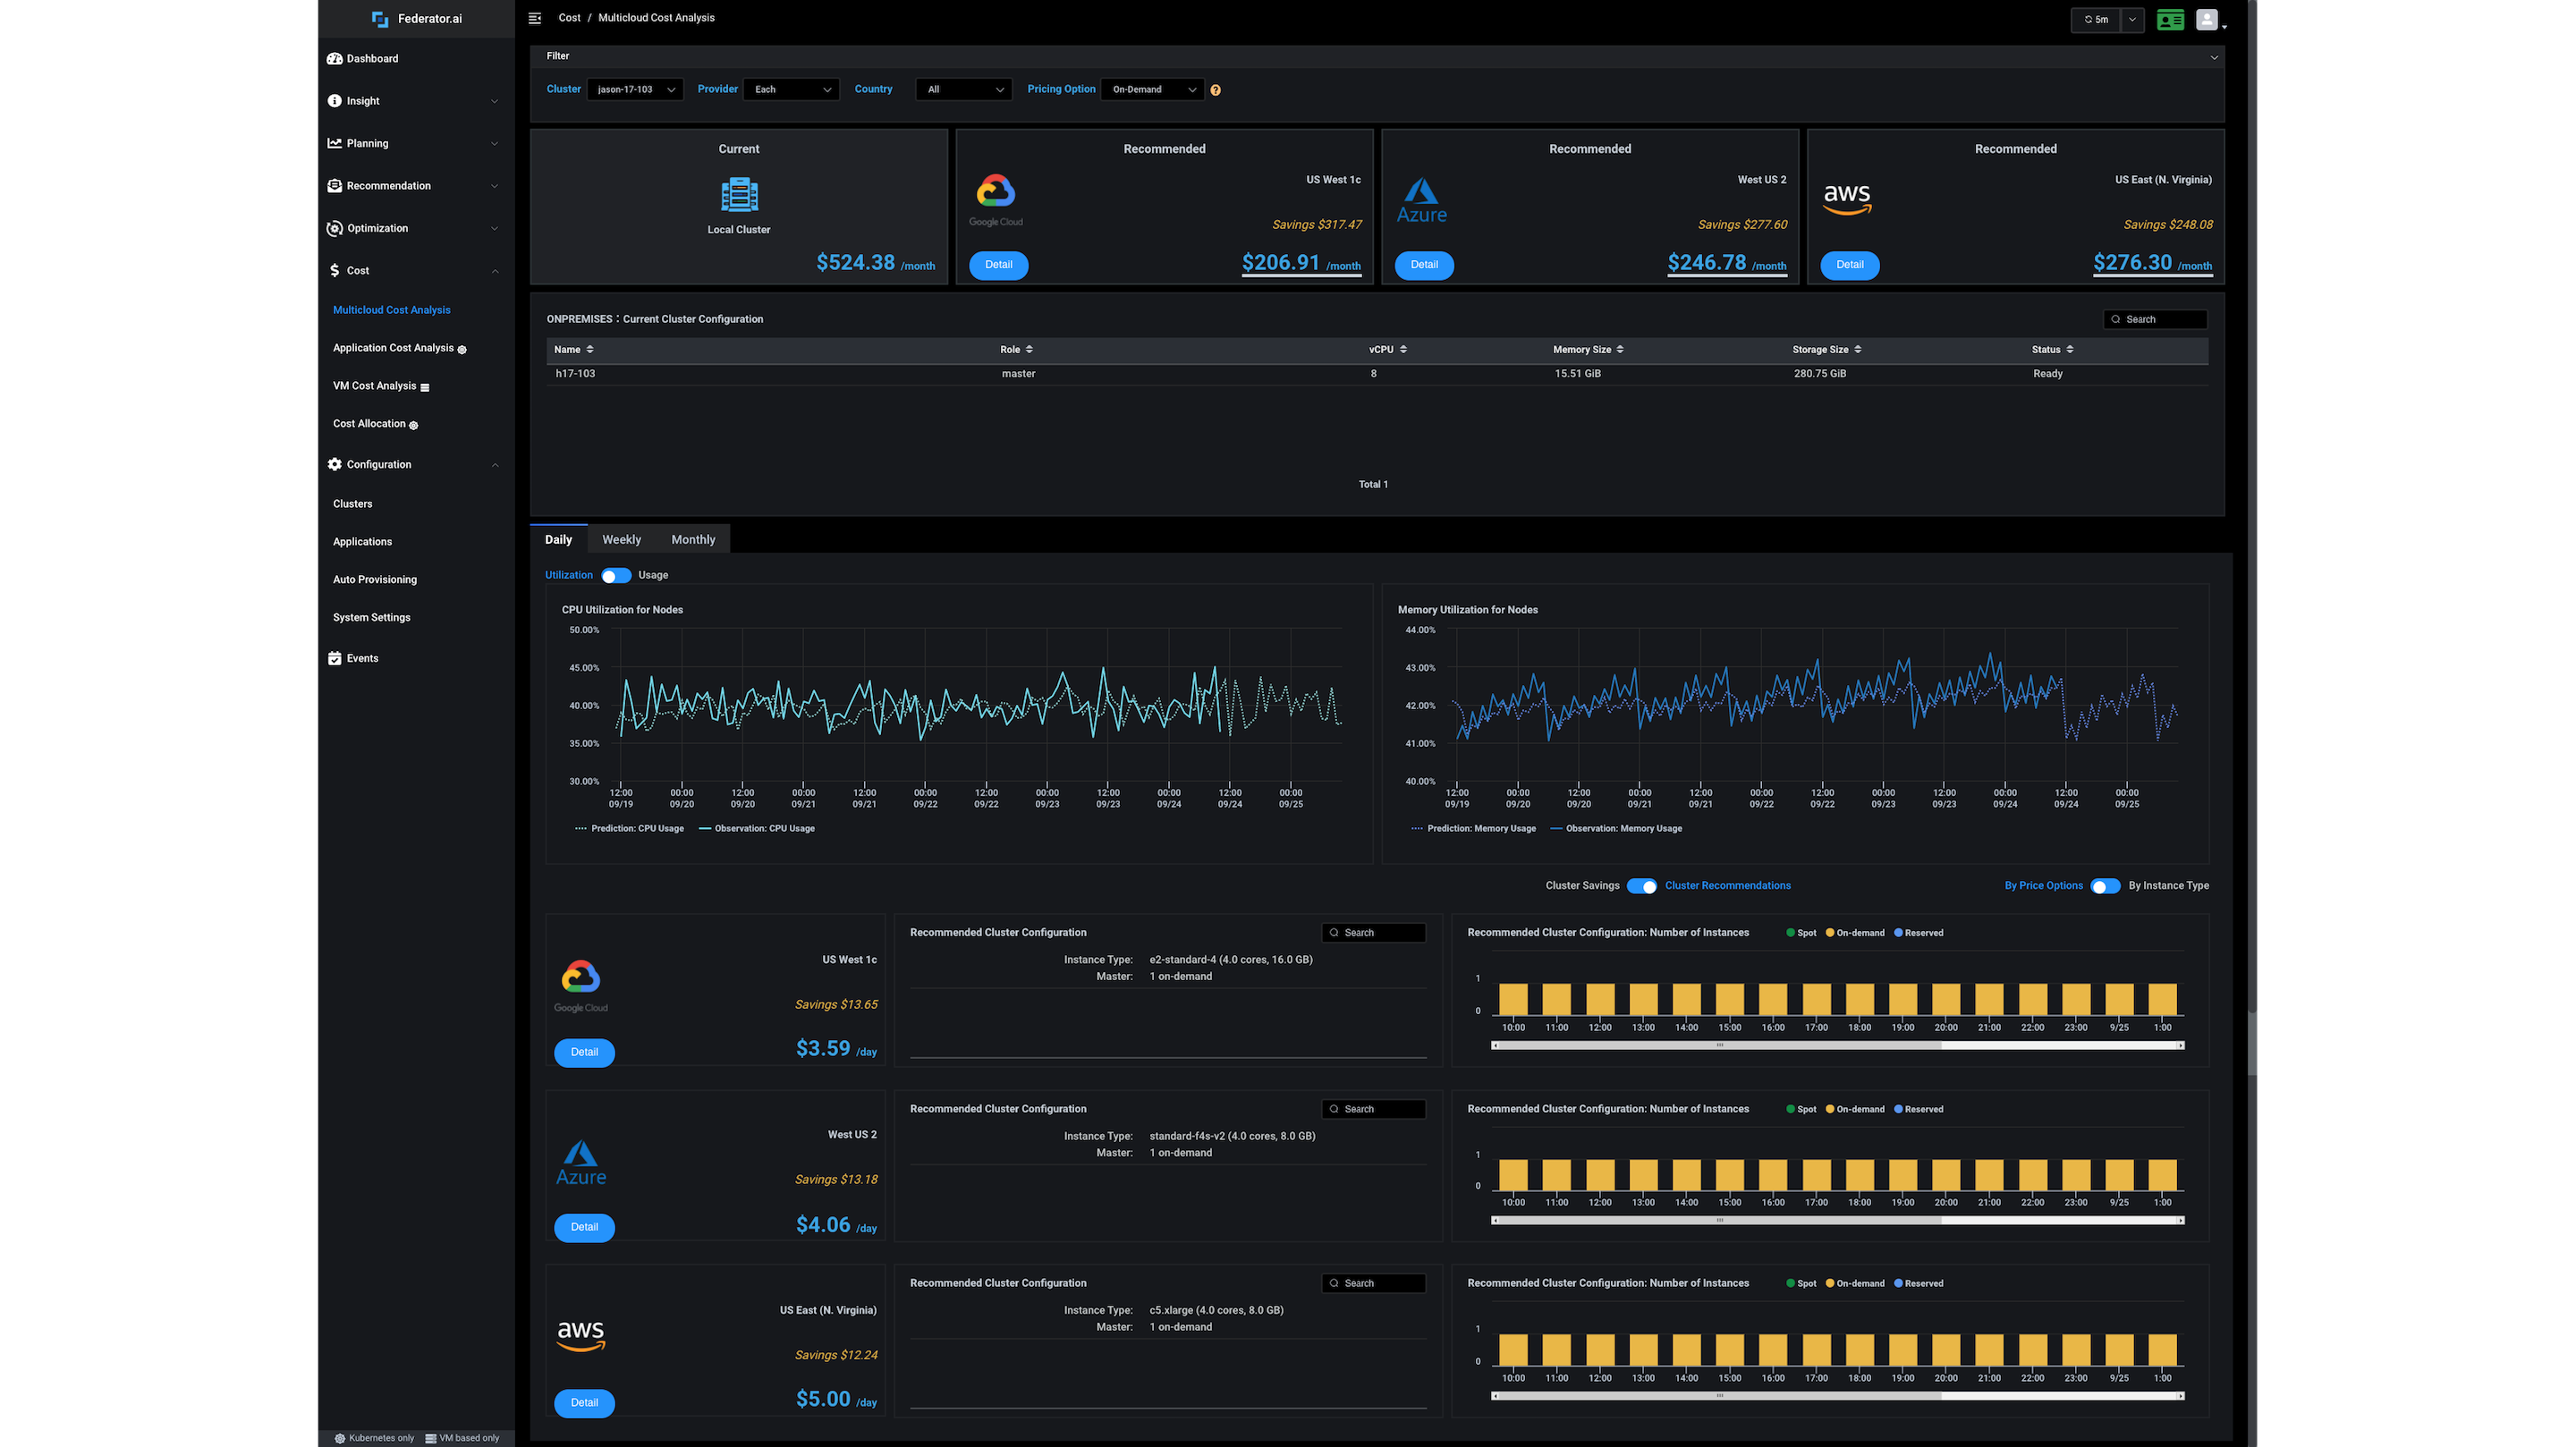 Federator.ai
Dashboard
Insight
Planning
Recommendation
Optimization
Cost
Multicloud Cost Analysis
Application Cost Analysis
VM Cost Analysis
Cost Allocation
Configuration
Clusters
Applications
Auto Provisioning
System Settings
Events
Kubernetes only VM based only
Cost / Multicloud Cost Analysis
5m
Filter
Cluster jason-17-103 Provider Each Country All Pricing Option On-Demand ?
Current
Local Cluster
$524.38 /month
Recommended
US West 1c
Google Cloud
Savings $317.47
Detail $206.91 /month
Recommended
West US 2
Azure
Savings $277.60
Detail $246.78 /month
Recommended
US East (N. Virginia)
aws
Savings $248.08
Detail $276.30 /month
ONPREMISES : Current Cluster Configuration
Search
Name Role vCPU Memory Size Storage Size Status
h17-103 master 8 15.51 GiB 280.75 GiB Ready
Total 1
Daily Weekly Monthly
Utilization Usage
CPU Utilization for Nodes
50.00%
45.00%
40.00%
35.00%
30.00%
12:00 00:00 12:00 00:00 12:00 00:00 12:00 00:00 12:00 00:00 12:00 00:00
09/19 09/20 09/20 09/21 09/21 09/22 09/22 09/23 09/23 09/24 09/24 09/25
Prediction: CPU Usage Observation: CPU Usage
Memory Utilization for Nodes
44.00%
43.00%
42.00%
41.00%
40.00%
12:00 00:00 12:00 00:00 12:00 00:00 12:00 00:00 12:00 00:00 12:00 00:00
09/19 09/20 09/20 09/21 09/21 09/22 09/22 09/23 09/23 09/24 09/24 09/25
Prediction: Memory Usage Observation: Memory Usage
Cluster Savings Cluster Recommendations By Price Options By Instance Type
US West 1c
Google Cloud
Savings $13.65
Detail $3.59 /day
Recommended Cluster Configuration Search
Instance Type: e2-standard-4 (4.0 cores, 16.0 GB)
Master: 1 on-demand
Recommended Cluster Configuration: Number of Instances Spot On-demand Reserved
1
0
10:00 11:00 12:00 13:00 14:00 15:00 16:00 17:00 18:00 19:00 20:00 21:00 22:00 23:00 9/25 1:00
West US 2
Azure
Savings $13.18
Detail $4.06 /day
Recommended Cluster Configuration Search
Instance Type: standard-f4s-v2 (4.0 cores, 8.0 GB)
Master: 1 on-demand
Recommended Cluster Configuration: Number of Instances Spot On-demand Reserved
1
0
10:00 11:00 12:00 13:00 14:00 15:00 16:00 17:00 18:00 19:00 20:00 21:00 22:00 23:00 9/25 1:00
US East (N. Virginia)
aws
Savings $12.24
Detail $5.00 /day
Recommended Cluster Configuration Search
Instance Type: c5.xlarge (4.0 cores, 8.0 GB)
Master: 1 on-demand
Recommended Cluster Configuration: Number of Instances Spot On-demand Reserved
1
0
10:00 11:00 12:00 13:00 14:00 15:00 16:00 17:00 18:00 19:00 20:00 21:00 22:00 23:00 9/25 1:00